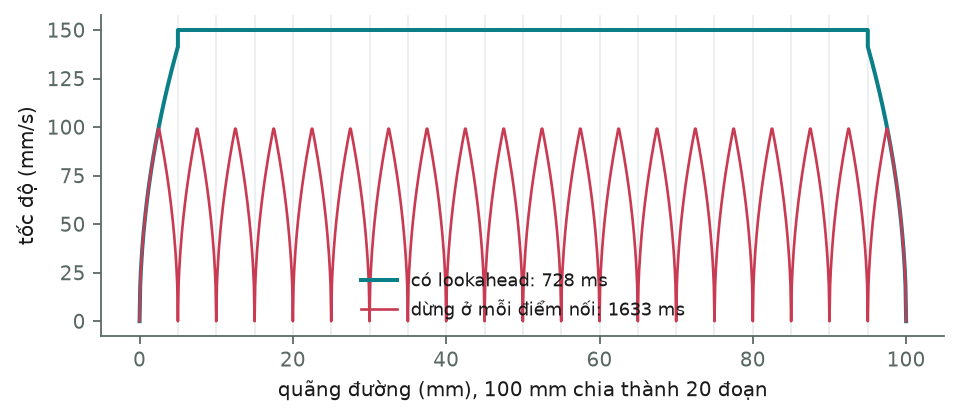 150
125
100
75
50
25
0
tốc độ (mm/s)
có lookahead: 728 ms
dừng ở mỗi điểm nối: 1633 ms
0 20 40 60 80 100
quãng đường (mm), 100 mm chia thành 20 đoạn